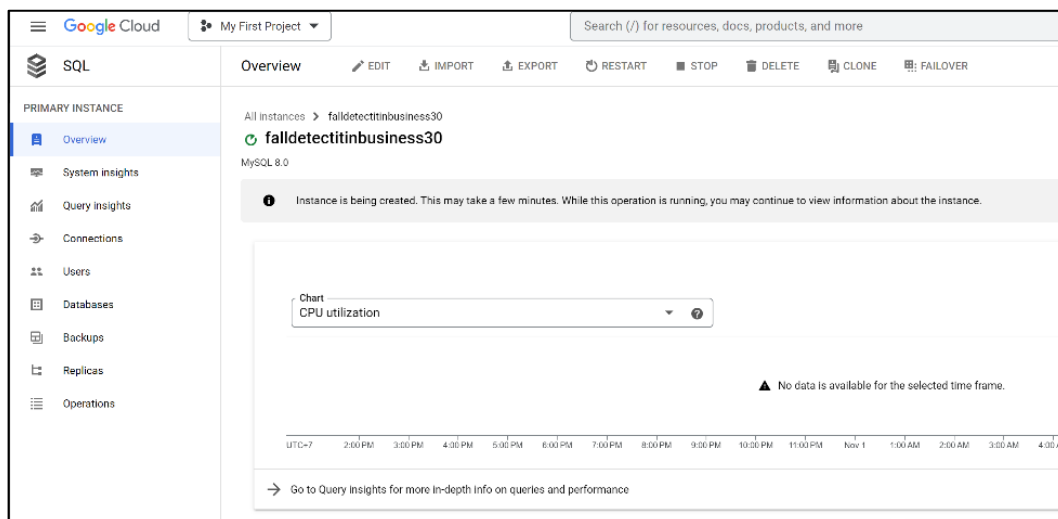 Google Cloud
My First Project
Search (/) for resources, docs, products, and more
SQL
Overview
EDIT
IMPORT
EXPORT
RESTART
STOP
DELETE
CLONE
FAILOVER
PRIMARY INSTANCE
Overview
System insights
Query insights
Connections
Users
Databases
Backups
Replicas
Operations
All instances > falldetectitinbusiness30
falldetectitinbusiness30
MySQL 8.0
Instance is being created. This may take a few minutes. While this operation is running, you may continue to view information about the instance.
Chart
CPU utilization
No data is available for the selected time frame.
UTC+7 2:00 PM 3:00 PM 4:00 PM 5:00 PM 6:00 PM 7:00 PM 8:00 PM 9:00 PM 10:00 PM 11:00 PM Nov 1 1:00 AM 2:00 AM 3:00 AM 4:00
Go to Query insights for more in-depth info on queries and performance